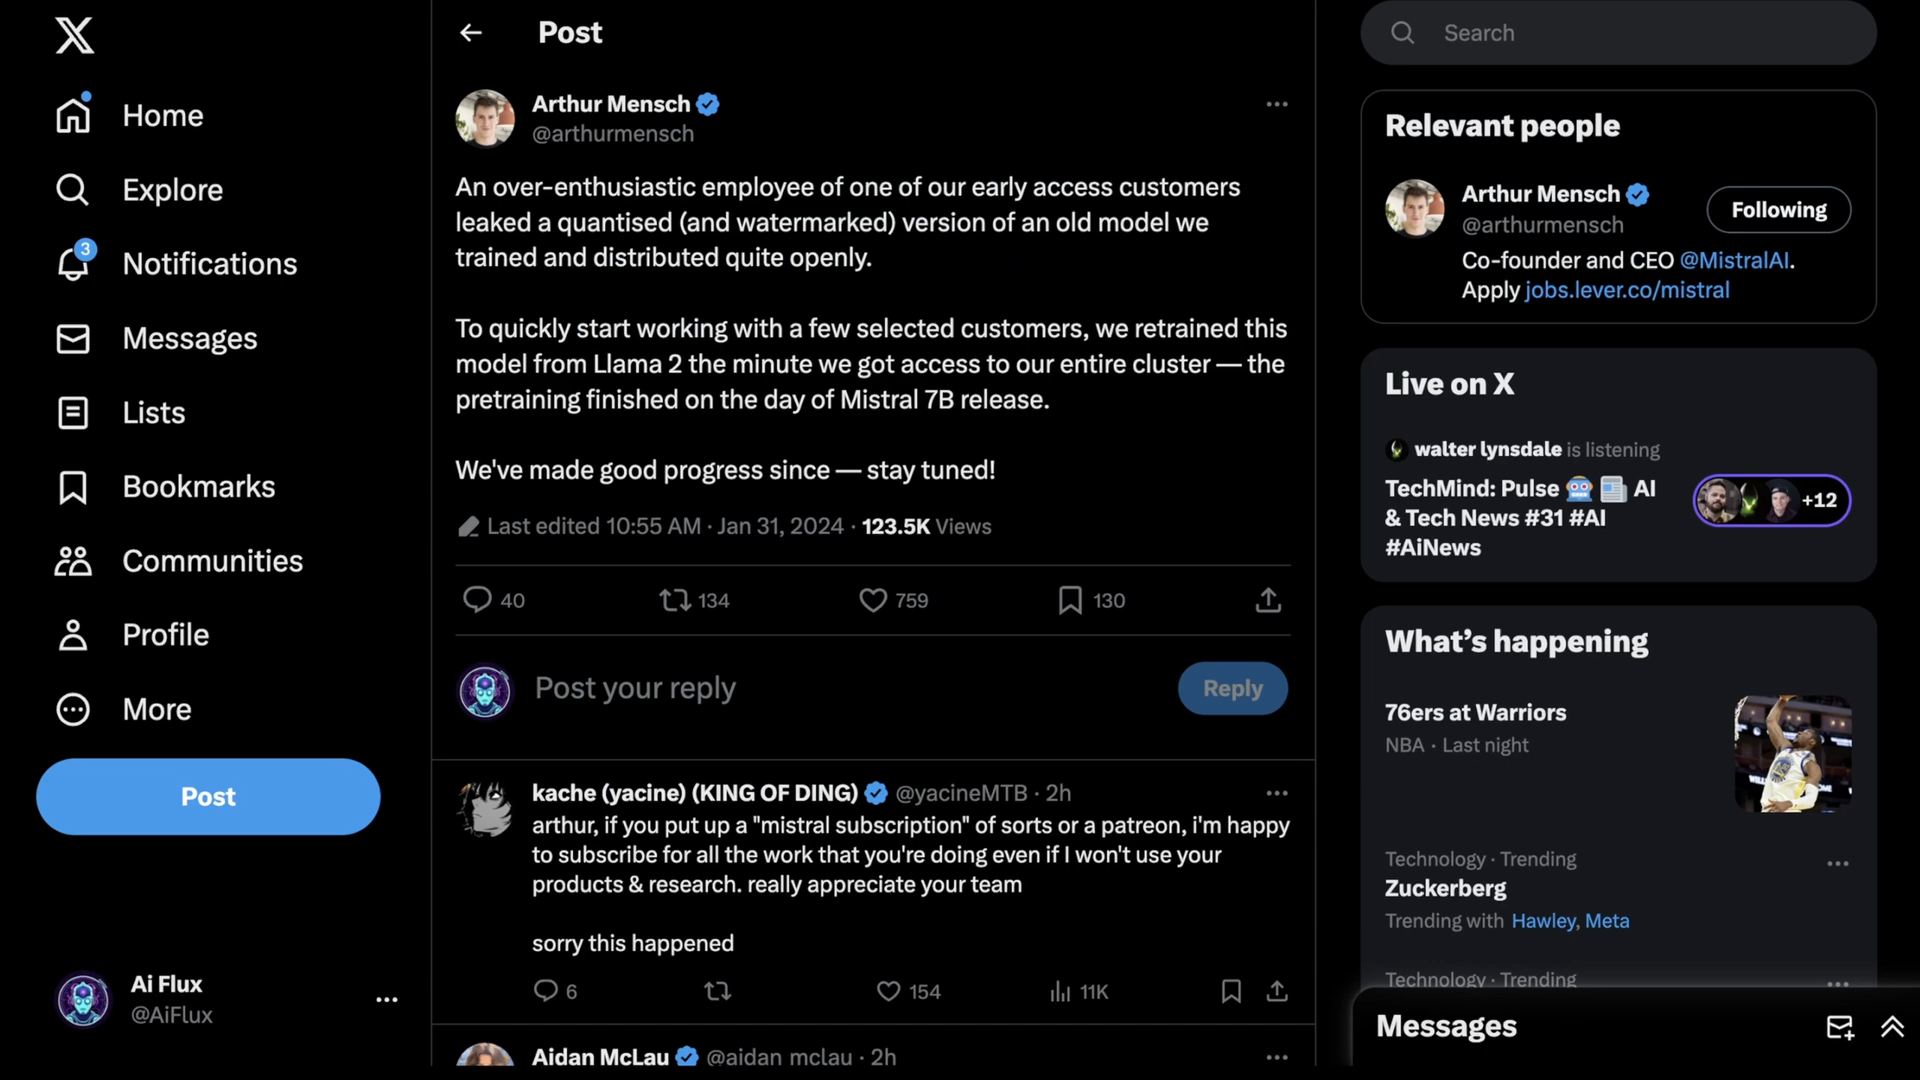 Home
Explore
3
Notifications
Messages
Lists
Bookmarks
Communities
Profile
More
Post
Ai Flux
@AiFlux
Post
Arthur Mensch
@arthurmensch
An over-enthusiastic employee of one of our early access customers
leaked a quantised (and watermarked) version of an old model we
trained and distributed quite openly.
To quickly start working with a few selected customers, we retrained this
model from Llama 2 the minute we got access to our entire cluster — the
pretraining finished on the day of Mistral 7B release.
We've made good progress since — stay tuned!
Last edited 10:55 AM · Jan 31, 2024 · 123.5K Views
40 134 759 130
Post your reply
Reply
kache (yacine) (KING OF DING) @yacineMTB · 2h
arthur, if you put up a "mistral subscription" of sorts or a patreon, i'm happy
to subscribe for all the work that you're doing even if I won't use your
products & research. really appreciate your team
sorry this happened
6 154 11K
Aidan McLau @aidan mclau · 2h
Search
Relevant people
Arthur Mensch
@arthurmensch
Following
Co-founder and CEO @MistralAI.
Apply jobs.lever.co/mistral
Live on X
walter lynsdale is listening
TechMind: Pulse 🤖 📰 AI
& Tech News #31 #AI
#AiNews
+12
What's happening
76ers at Warriors
NBA · Last night
Technology · Trending
Zuckerberg
Trending with Hawley, Meta
Technology · Trending
Messages